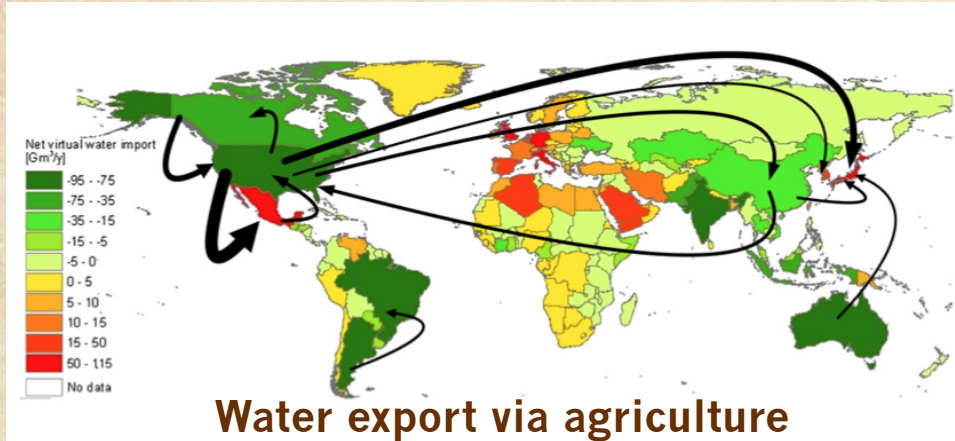 Net virtual water import
[Gm³/y]
-95 - -75
-75 - -35
-35 - -15
-15 - -5
-5 - 0
0 - 5
5 - 10
10 - 15
15 - 50
50 - 115
No data
Water export via agriculture